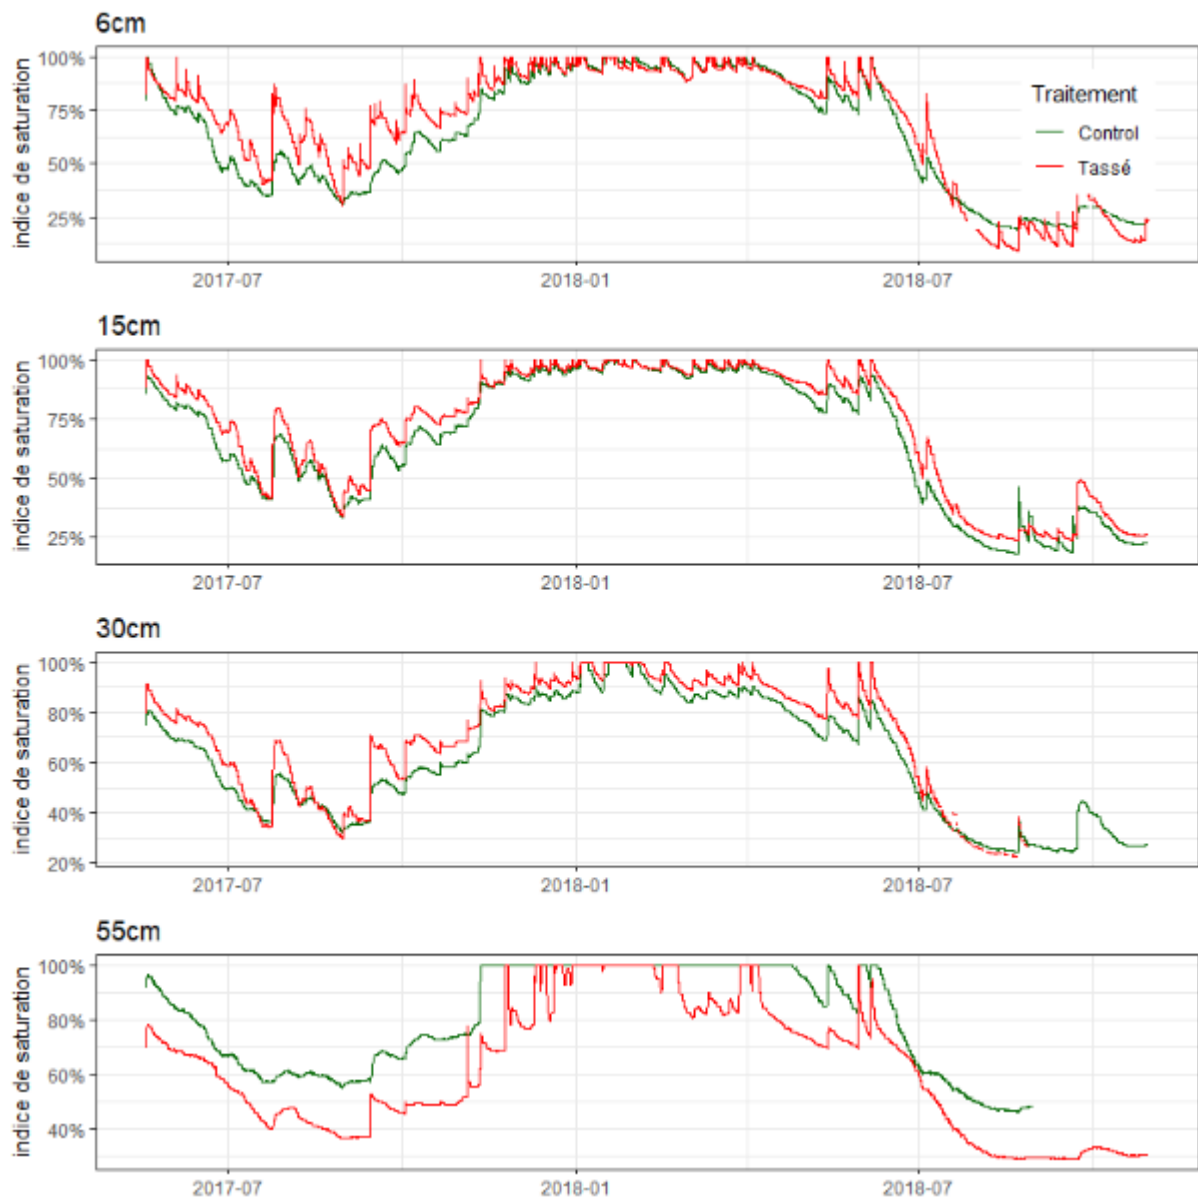 6cm
indice de saturation
100%
75%
50%
25%
Traitement
Control
Tassé
2017-07
2018-01
2018-07
15cm
indice de saturation
100%
75%
50%
25%
2017-07
2018-01
2018-07
30cm
indice de saturation
100%
80%
60%
40%
20%
2017-07
2018-01
2018-07
55cm
indice de saturation
100%
80%
60%
40%
2017-07
2018-01
2018-07